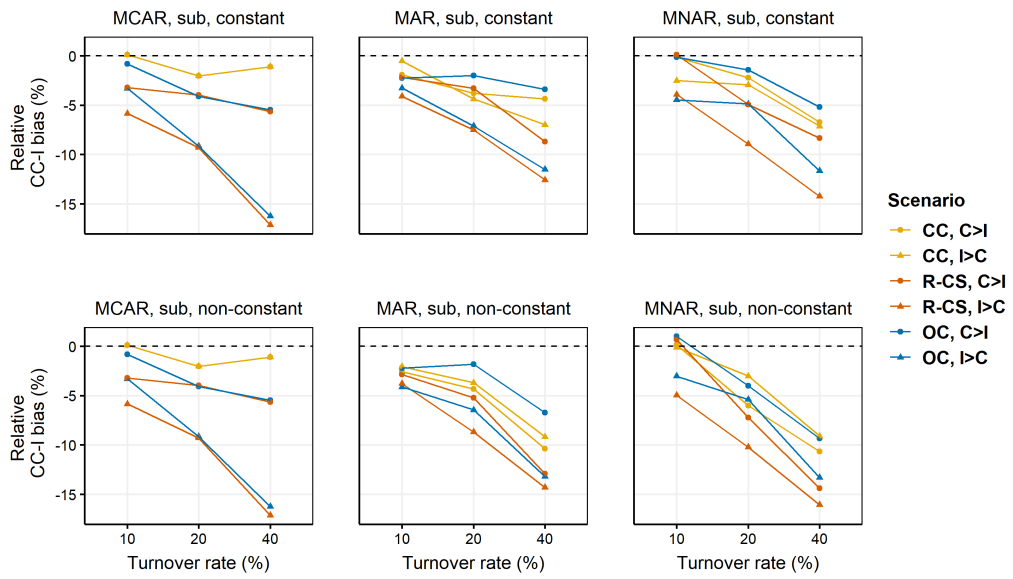 MCAR, sub, constant
MAR, sub, constant
MNAR, sub, constant
Relative
CC-I bias (%)
0
-5
-10
-15
MCAR, sub, non-constant
MAR, sub, non-constant
MNAR, sub, non-constant
Relative
CC-I bias (%)
0
-5
-10
-15
10
20
40
10
20
40
10
20
40
Turnover rate (%)
Turnover rate (%)
Turnover rate (%)
Scenario
CC, C>I
CC, I>C
R-CS, C>I
R-CS, I>C
OC, C>I
OC, I>C